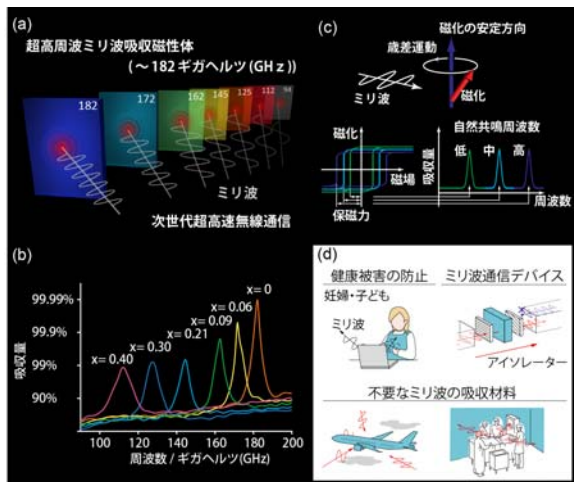 (a)
超高周波ミリ波吸収磁性体
(～182ギガヘルツ(GHz))
182
172
162
145
125
112
94
ミリ波
次世代超高速無線通信
(b)
吸収量
99.99%
99.9%
99%
90%
x= 0.40
x= 0.30
x= 0.21
x= 0.09
x= 0.06
x= 0
100
120
140
160
180
200
周波数 / ギガヘルツ(GHz)
(c)
磁化の安定方向
歳差運動
ミリ波
磁化
磁化
磁場
保磁力
自然共鳴周波数
低 中 高
吸収量
周波数
(d)
健康被害の防止
妊婦・子ども
ミリ波
ミリ波通信デバイス
アイソレーター
不要なミリ波の吸収材料